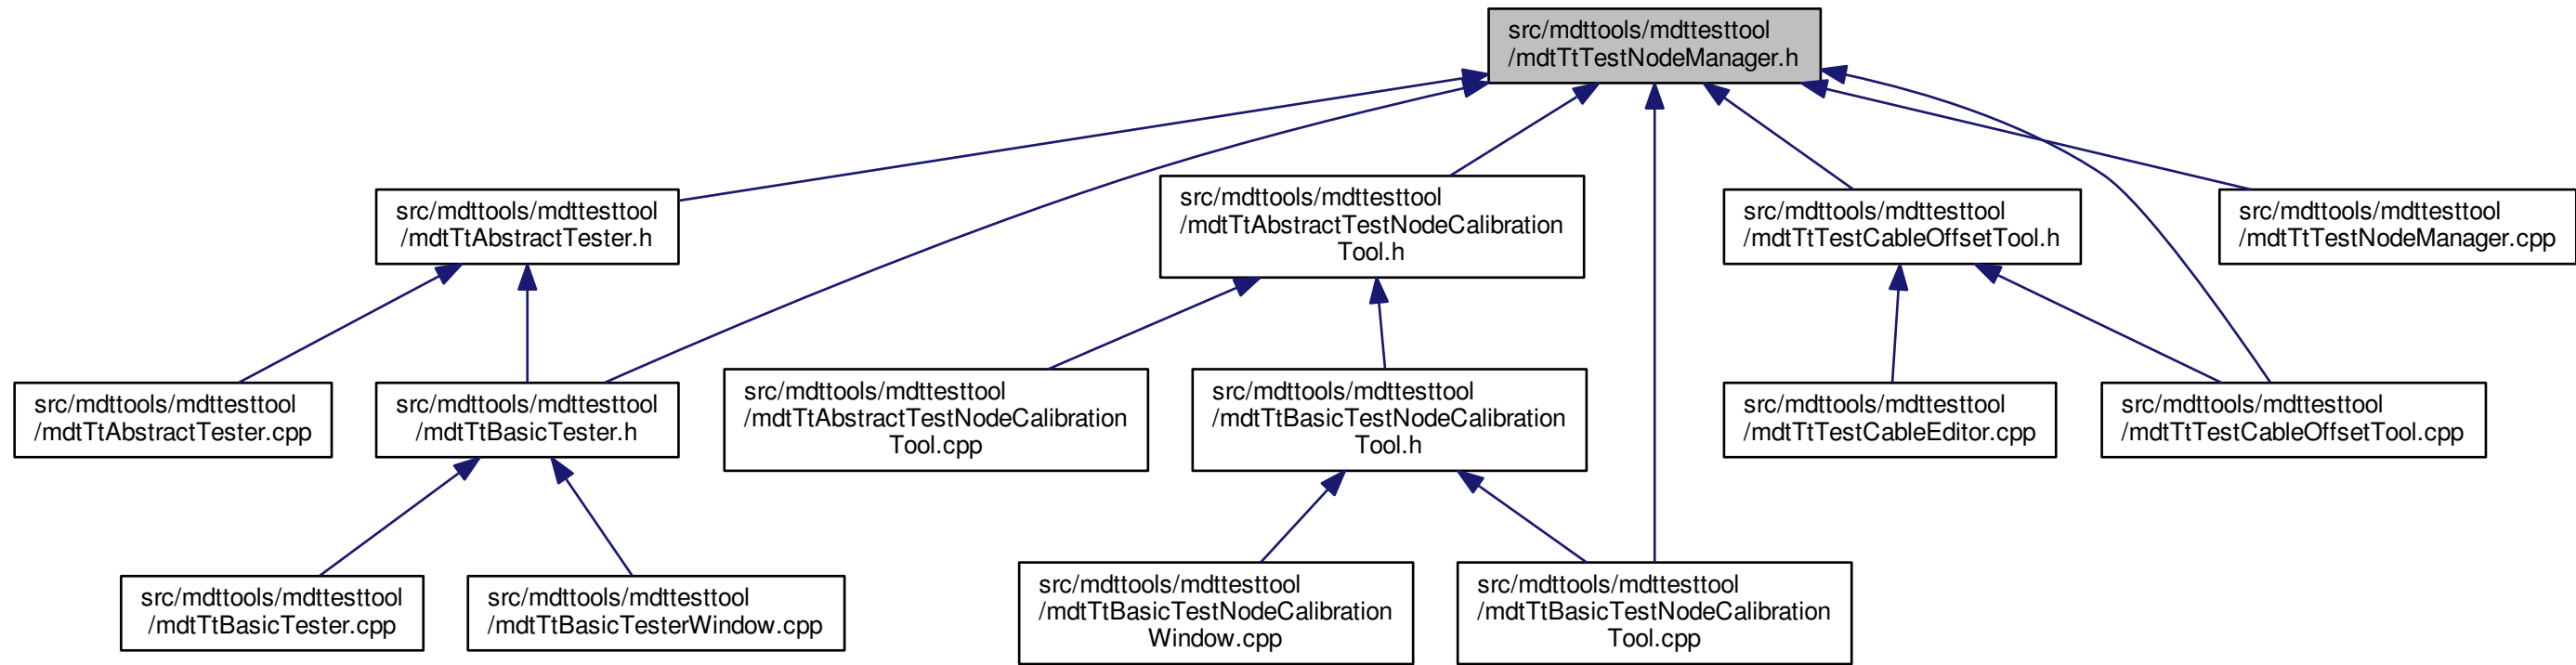 src/mdttools/mdttesttool
/mdtTtTestNodeManager.h
src/mdttools/mdttesttool
/mdtTtAbstractTester.h
src/mdttools/mdttesttool
/mdtTtAbstractTestNodeCalibration
Tool.h
src/mdttools/mdttesttool
/mdtTtTestCableOffsetTool.h
src/mdttools/mdttesttool
/mdtTtTestNodeManager.cpp
src/mdttools/mdttesttool
/mdtTtAbstractTester.cpp
src/mdttools/mdttesttool
/mdtTtBasicTester.h
src/mdttools/mdttesttool
/mdtTtAbstractTestNodeCalibration
Tool.cpp
src/mdttools/mdttesttool
/mdtTtBasicTestNodeCalibration
Tool.h
src/mdttools/mdttesttool
/mdtTtTestCableEditor.cpp
src/mdttools/mdttesttool
/mdtTtTestCableOffsetTool.cpp
src/mdttools/mdttesttool
/mdtTtBasicTester.cpp
src/mdttools/mdttesttool
/mdtTtBasicTesterWindow.cpp
src/mdttools/mdttesttool
/mdtTtBasicTestNodeCalibration
Window.cpp
src/mdttools/mdttesttool
/mdtTtBasicTestNodeCalibration
Tool.cpp